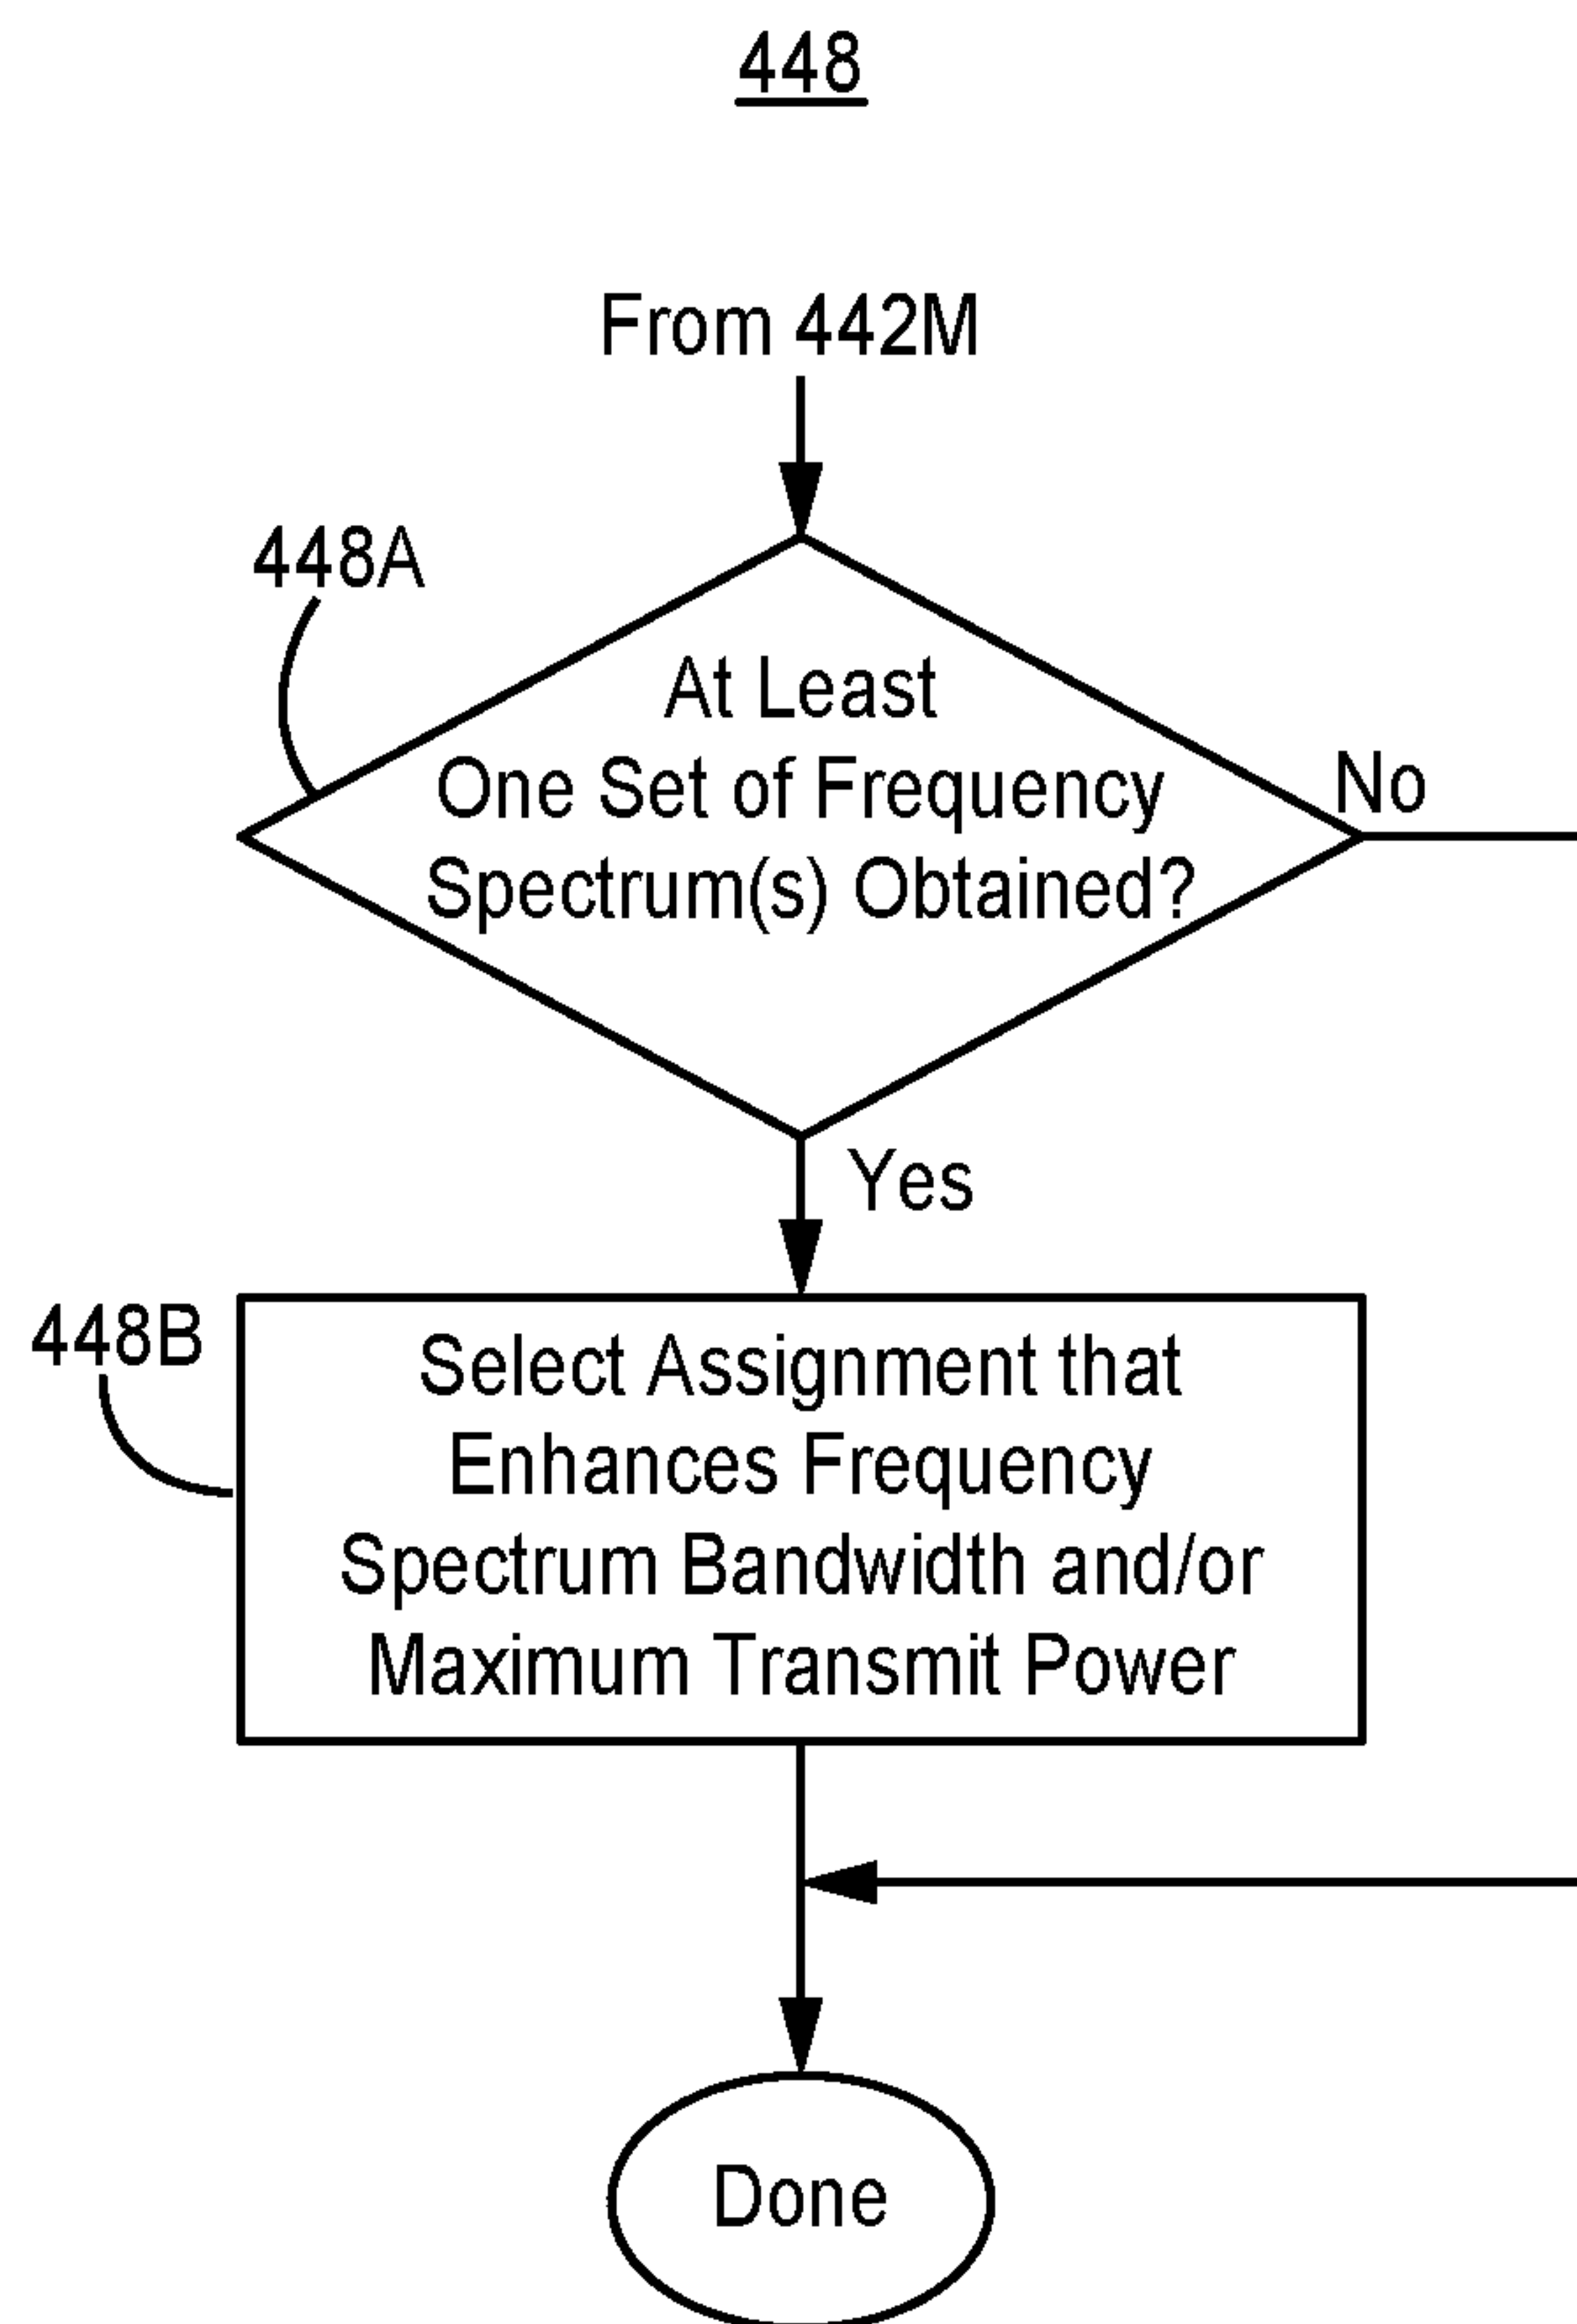 448
From 442M
448A
At Least
One Set of Frequency
Spectrum(s) Obtained?
No
Yes
448B
Select Assignment that
Enhances Frequency
Spectrum Bandwidth and/or
Maximum Transmit Power
Done